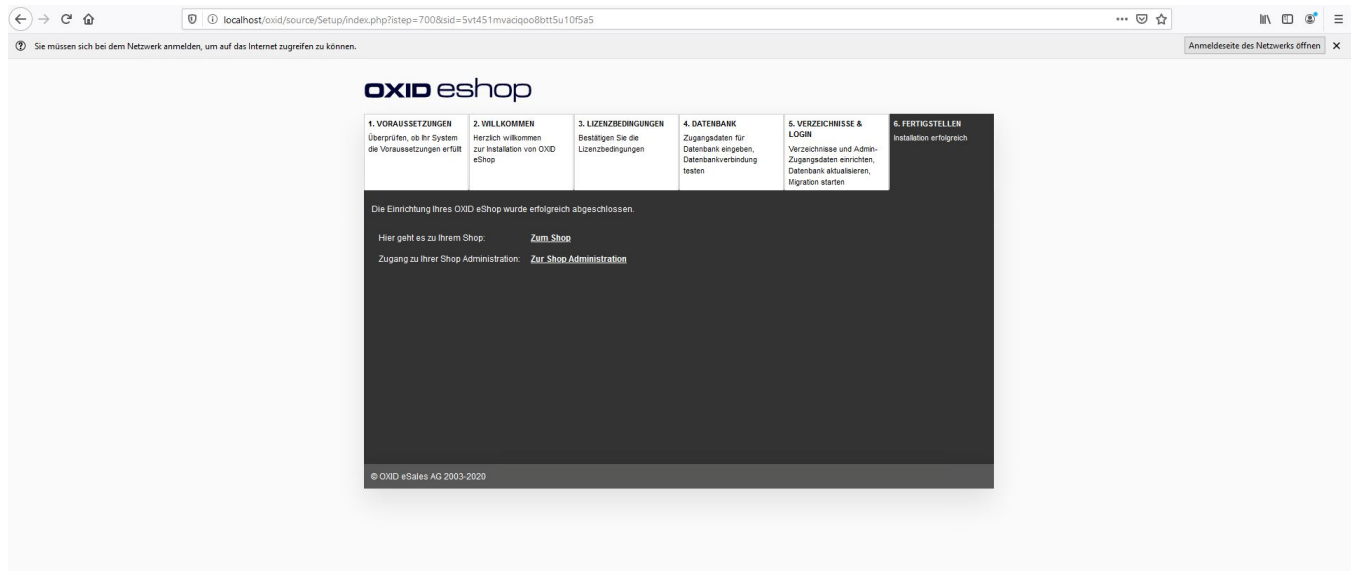 localhost/oxid/source/Setup/index.php?istep=700&sid=5vt451mvaciqoo8btt5u10f5a5
Sie müssen sich bei dem Netzwerk anmelden, um auf das Internet zugreifen zu können.
Anmeldeseite des Netzwerks öffnen
OXID eshop
1. VORAUSSETZUNGEN
Überprüfen, ob Ihr System
die Voraussetzungen erfüllt
2. WILLKOMMEN
Herzlich willkommen
zur Installation von OXID
eShop
3. LIZENZBEDINGUNGEN
Bestätigen Sie die
Lizenzbedingungen
4. DATENBANK
Zugangsdaten für
Datenbank eingeben,
Datenbankverbindung
testen
5. VERZEICHNISSE &
LOGIN
Verzeichnisse und Admin-
Zugangsdaten einrichten,
Datenbank aktualisieren,
Migration starten
6. FERTIGSTELLEN
Installation erfolgreich
Die Einrichtung Ihres OXID eShop wurde erfolgreich abgeschlossen.
Hier geht es zu Ihrem Shop: Zum Shop
Zugang zu Ihrer Shop Administration: Zur Shop Administration
© OXID eSales AG 2003-2020